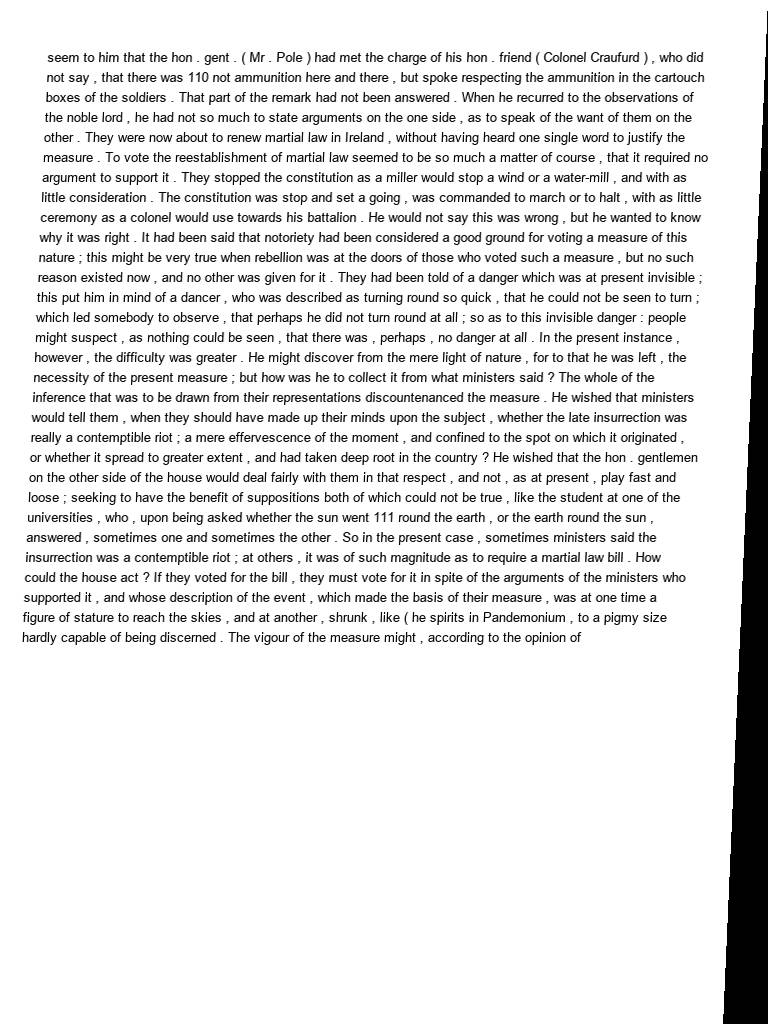 seem to him that the hon . gent . ( Mr . Pole ) had met the charge of his hon . friend ( Colonel Craufurd ) , who did
not say , that there was 110 not ammunition here and there , but spoke respecting the ammunition in the cartouch
boxes of the soldiers . That part of the remark had not been answered . When he recurred to the observations of
the noble lord , he had not so much to state arguments on the one side , as to speak of the want of them on the
other . They were now about to renew martial law in Ireland , without having heard one single word to justify the
measure . To vote the reestablishment of martial law seemed to be so much a matter of course , that it required no
argument to support it . They stopped the constitution as a miller would stop a wind or a water-mill , and with as
little consideration . The constitution was stop and set a going , was commanded to march or to halt , with as little
ceremony as a colonel would use towards his battalion . He would not say this was wrong , but he wanted to know
why it was right . It had been said that notoriety had been considered a good ground for voting a measure of this
nature ; this might be very true when rebellion was at the doors of those who voted such a measure , but no such
reason existed now , and no other was given for it . They had been told of a danger which was at present invisible ;
this put him in mind of a dancer , who was described as turning round so quick , that he could not be seen to turn ;
which led somebody to observe , that perhaps he did not turn round at all ; so as to this invisible danger : people
might suspect , as nothing could be seen , that there was , perhaps , no danger at all . In the present instance ,
however , the difficulty was greater . He might discover from the mere light of nature , for to that he was left , the
necessity of the present measure ; but how was he to collect it from what ministers said ? The whole of the
inference that was to be drawn from their representations discountenanced the measure . He wished that ministers
would tell them , when they should have made up their minds upon the subject , whether the late insurrection was
really a contemptible riot ; a mere effervescence of the moment , and confined to the spot on which it originated ,
or whether it spread to greater extent , and had taken deep root in the country ? He wished that the hon . gentlemen
on the other side of the house would deal fairly with them in that respect , and not , as at present , play fast and
loose ; seeking to have the benefit of suppositions both of which could not be true , like the student at one of the
universities , who , upon being asked whether the sun went 111 round the earth , or the earth round the sun ,
answered , sometimes one and sometimes the other . So in the present case , sometimes ministers said the
insurrection was a contemptible riot ; at others , it was of such magnitude as to require a martial law bill . How
could the house act ? If they voted for the bill , they must vote for it in spite of the arguments of the ministers who
supported it , and whose description of the event , which made the basis of their measure , was at one time a
figure of stature to reach the skies , and at another , shrunk , like ( he spirits in Pandemonium , to a pigmy size
hardly capable of being discerned . The vigour of the measure might , according to the opinion of